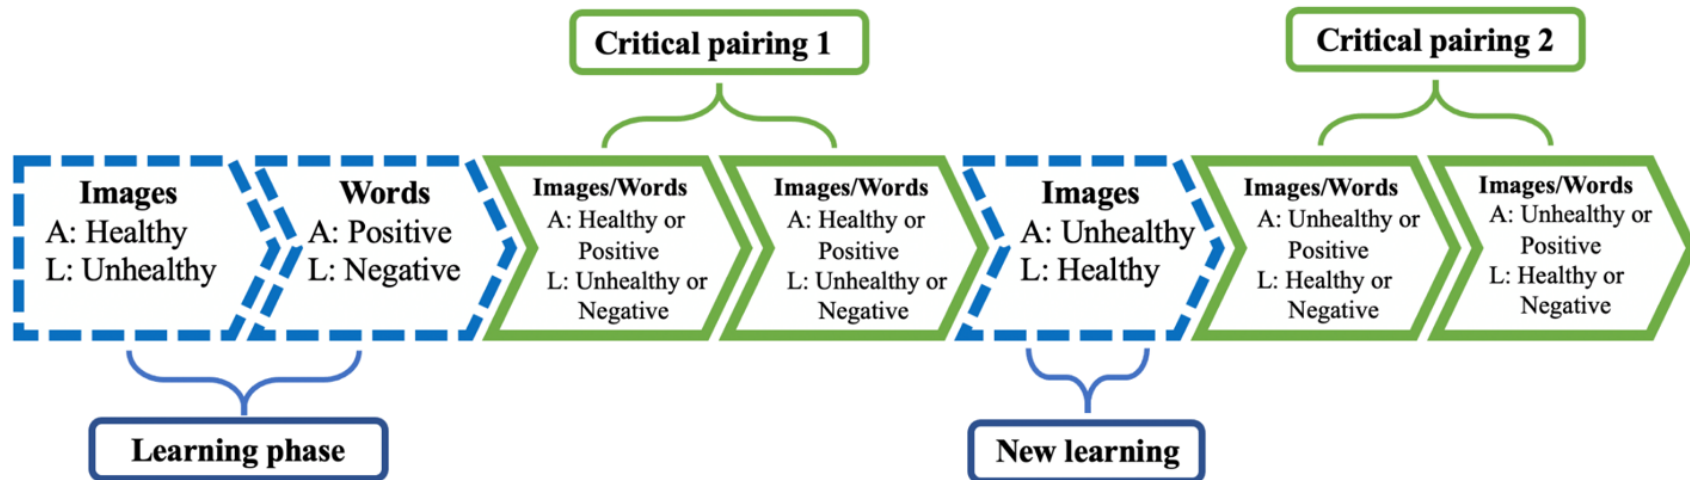 Critical pairing 1
Critical pairing 2
Images
A: Healthy
L: Unhealthy
Words
A: Positive
L: Negative
Images/Words
A: Healthy or
Positive
L: Unhealthy or
Negative
Images/Words
A: Healthy or
Positive
L: Unhealthy or
Negative
Images
A: Unhealthy
L: Healthy
Images/Words
A: Unhealthy or
Positive
L: Healthy or
Negative
Images/Words
A: Unhealthy or
Positive
L: Healthy or
Negative
Learning phase
New learning